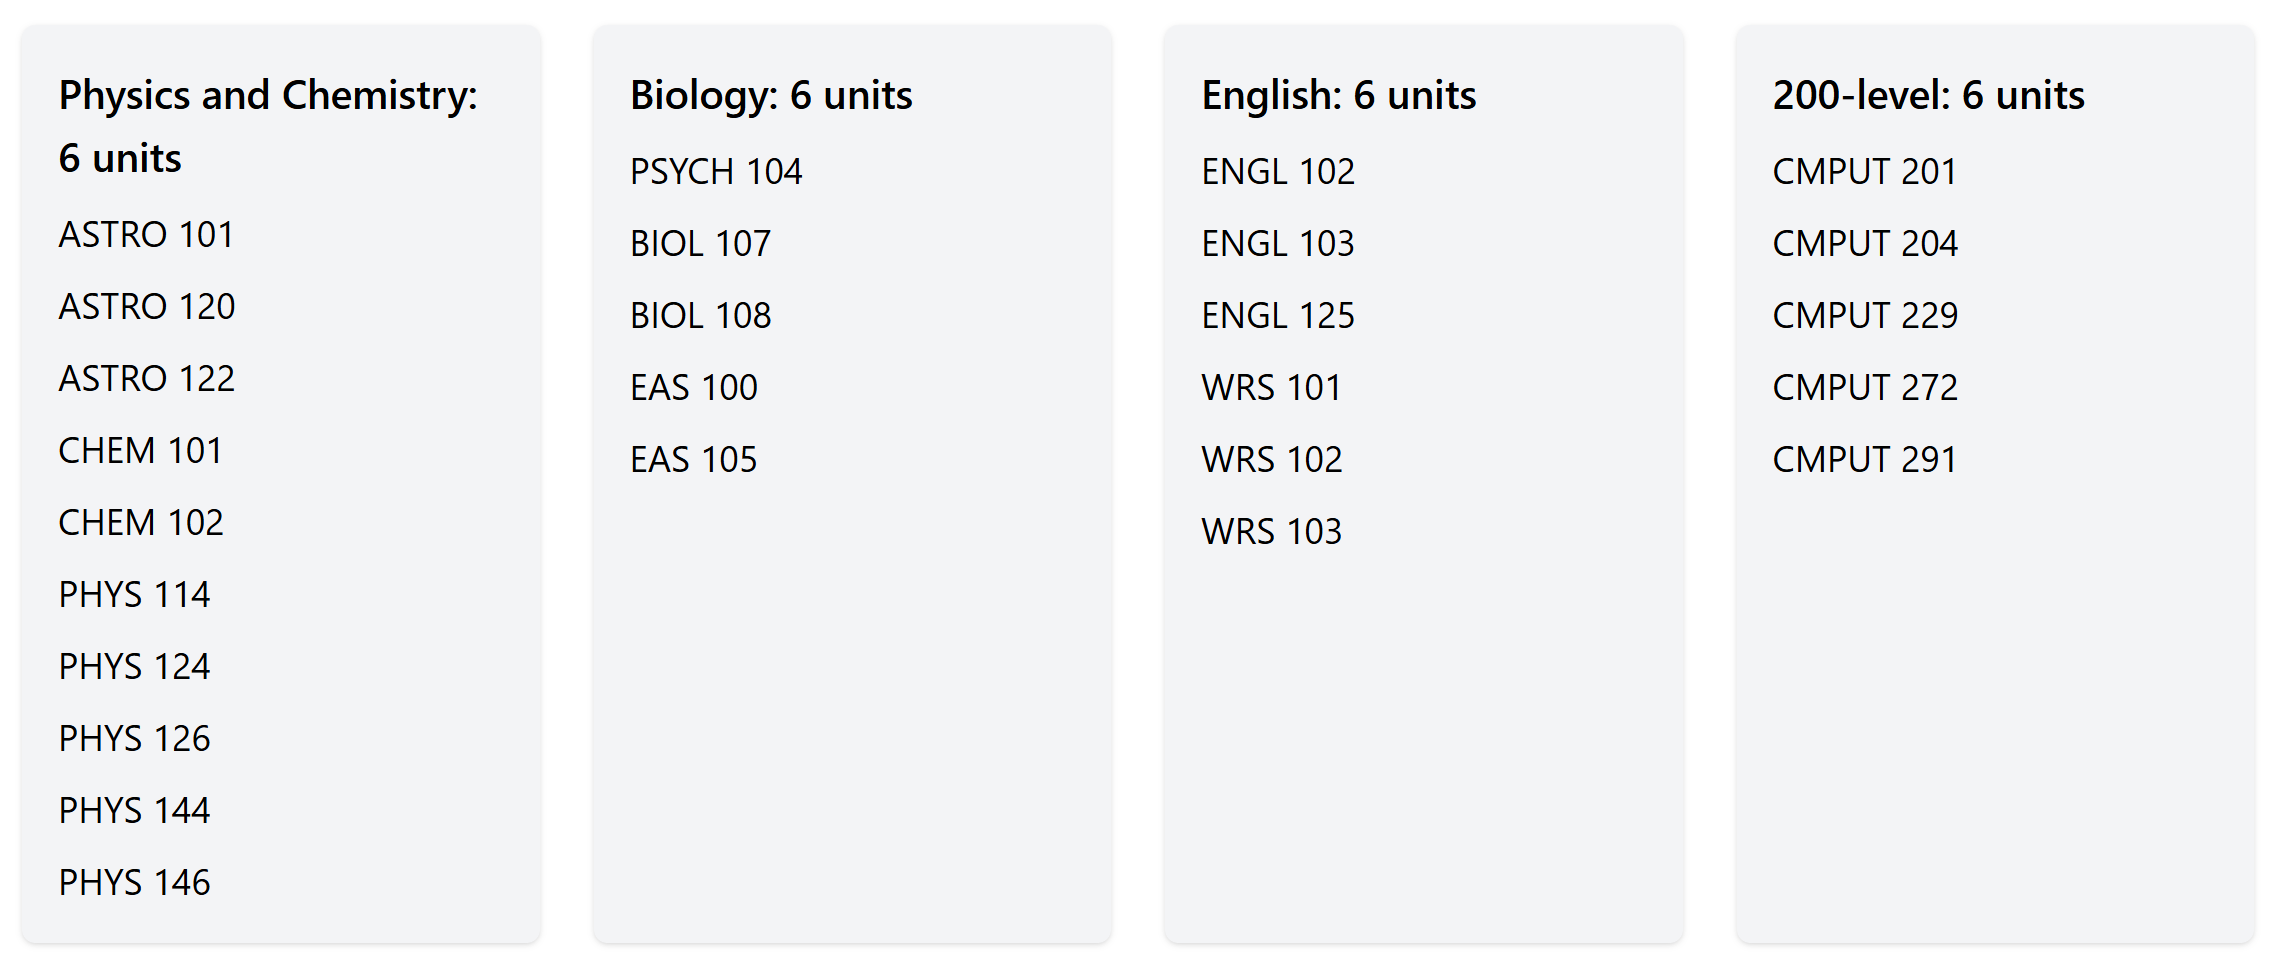 Physics and Chemistry:
6 units
ASTRO 101
ASTRO 120
ASTRO 122
CHEM 101
CHEM 102
PHYS 114
PHYS 124
PHYS 126
PHYS 144
PHYS 146
Biology: 6 units
PSYCH 104
BIOL 107
BIOL 108
EAS 100
EAS 105
English: 6 units
ENGL 102
ENGL 103
ENGL 125
WRS 101
WRS 102
WRS 103
200-level: 6 units
CMPUT 201
CMPUT 204
CMPUT 229
CMPUT 272
CMPUT 291